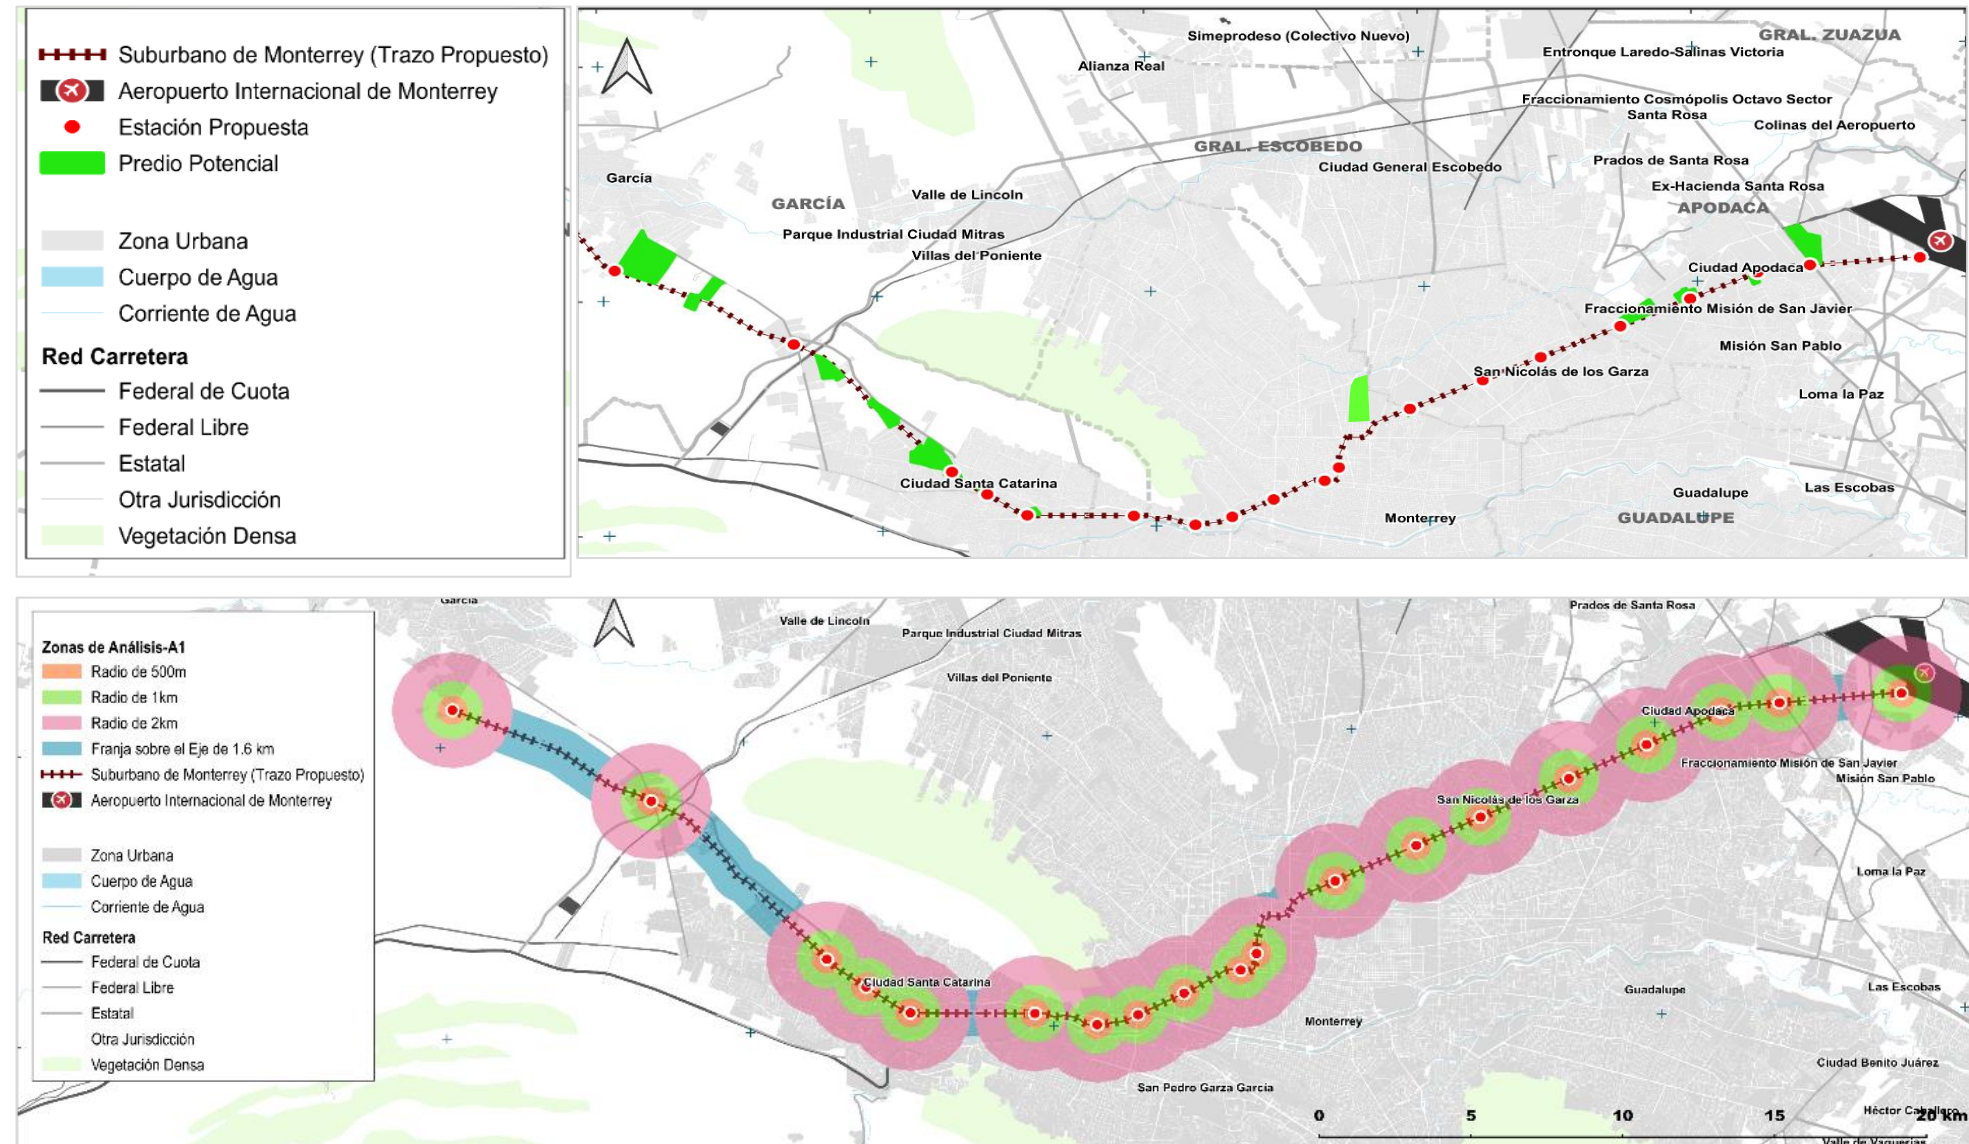 Suburbano de Monterrey (Trazo Propuesto)
Aeropuerto Internacional de Monterrey
Estación Propuesta
Predio Potencial
Zona Urbana
Cuerpo de Agua
Corriente de Agua
Red Carretera
Federal de Cuota
Federal Libre
Estatal
Otra Jurisdicción
Vegetación Densa
Simeprodeso (Colectivo Nuevo)
GRAL. ZUAZUA
Entronque Laredo-Salinas Victoria
Alianza Real
Fraccionamiento Cosmópolis Octavo Sector
Santa Rosa
Colinas del Aeropuerto
GRAL. ESCOBEDO
Ciudad General Escobedo
Prados de Santa Rosa
García
Ex-Hacienda Santa Rosa
Valle de Lincoln
GARCÍA
APODACA
Parque Industrial Ciudad Mitras
Villas del Poniente
Ciudad Apodaca
Fraccionamiento Misión de San Javier
Misión San Pablo
San Nicolás de los Garza
Loma la Paz
Ciudad Santa Catarina
Las Escobas
Guadalupe
Monterrey
GUADALUPE
Zonas de Análisis-A1
Radio de 500m
Radio de 1km
Radio de 2km
Franja sobre el Eje de 1.6 km
Suburbano de Monterrey (Trazo Propuesto)
Aeropuerto Internacional de Monterrey
Zona Urbana
Cuerpo de Agua
Corriente de Agua
Red Carretera
Federal de Cuota
Federal Libre
Estatal
Otra Jurisdicción
Vegetación Densa
García
Prados de Santa Rosa
Valle de Lincoln
Parque Industrial Ciudad Mitras
Villas del Poniente
Ciudad Apodaca
Fraccionamiento Misión de San Javier
Misión San Pablo
San Nicolás de los Garza
Loma la Paz
Ciudad Santa Catarina
Las Escobas
Guadalupe
Monterrey
Ciudad Benito Juárez
San Pedro Garza García
Héctor Caballero
0 5 10 15 20 km
Valle de Vaquerías